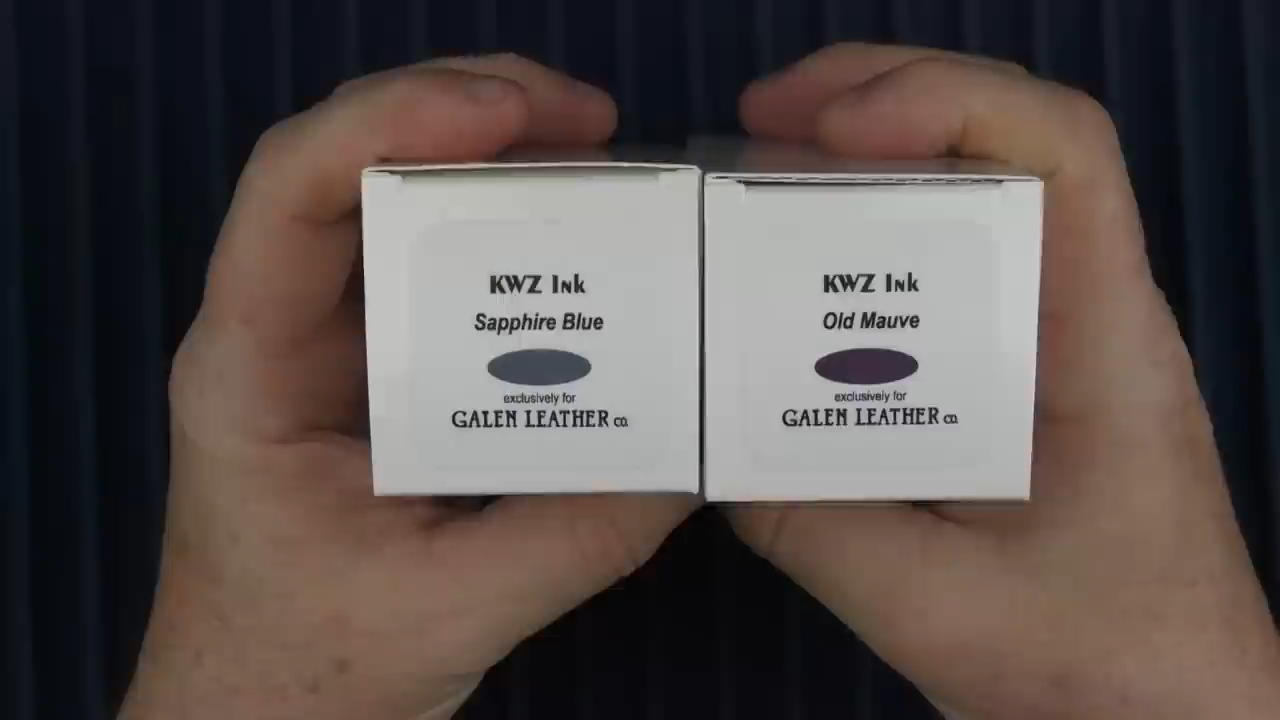 KWZ Ink
Sapphire Blue
exclusively for
GALEN LEATHER co.
KWZ Ink
Old Mauve
exclusively for
GALEN LEATHER co.